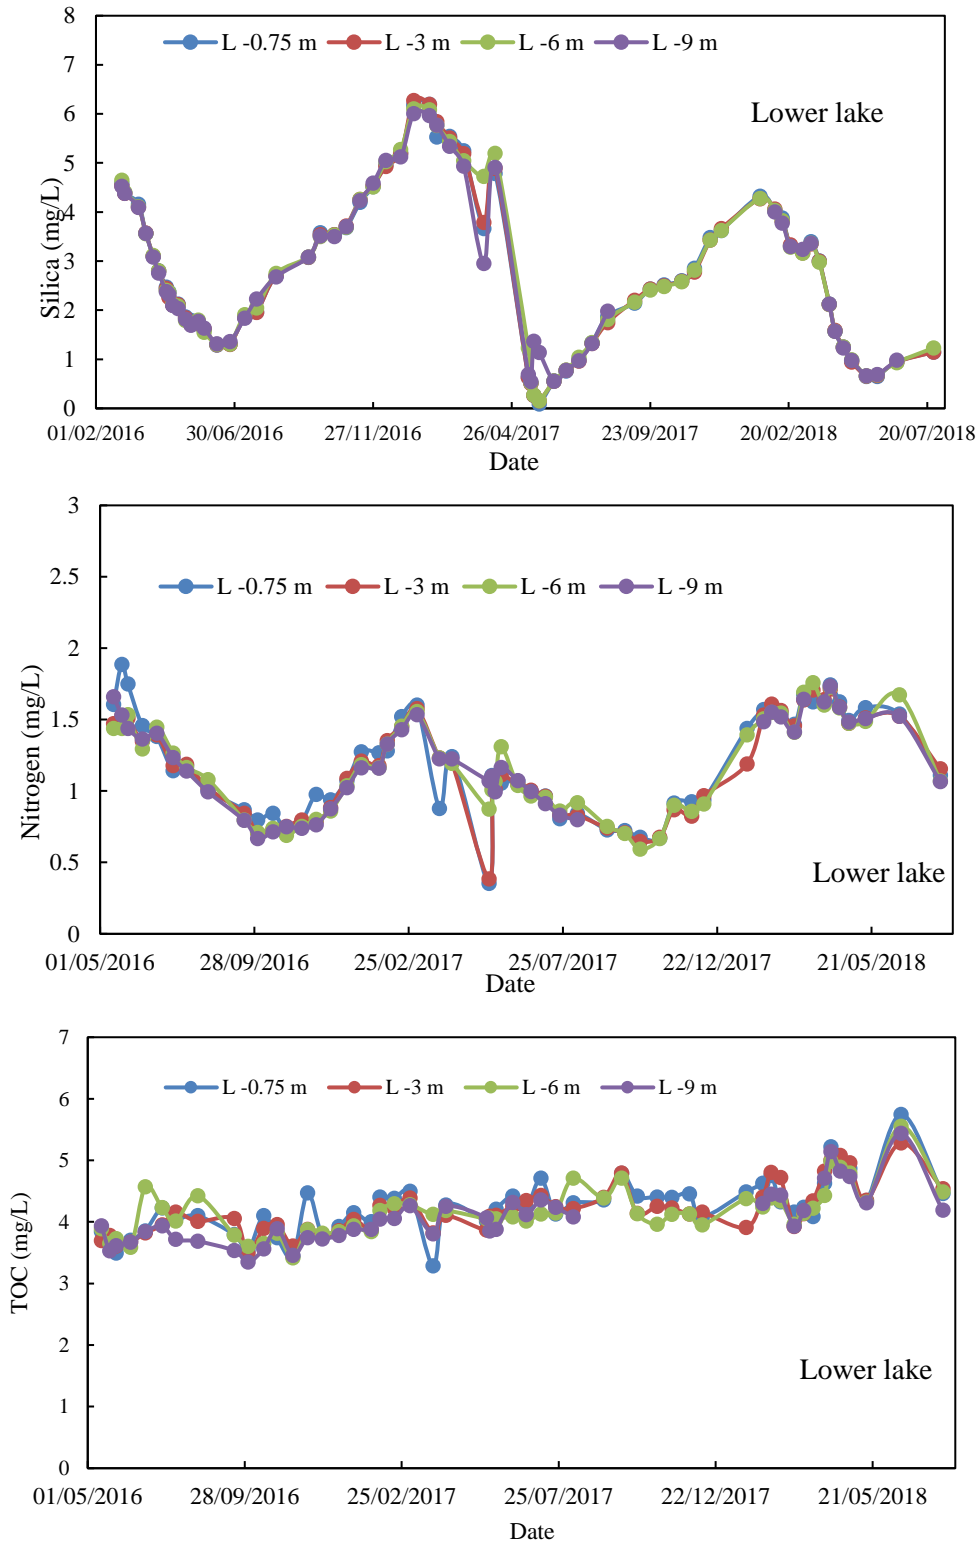 8
L -0.75 m L -3 m L -6 m L -9 m
7
Lower lake
6
5
4
Silica (mg/L)
3
2
1
0
01/02/2016 30/06/2016 27/11/2016 26/04/2017 23/09/2017 20/02/2018 20/07/2018
Date
3
2.5
L -0.75 m L -3 m L -6 m L -9 m
2
1.5
Nitrogen (mg/L)
1
0.5
Lower lake
0
01/05/2016 28/09/2016 25/02/2017 25/07/2017 22/12/2017 21/05/2018
Date
7
L -0.75 m L -3 m L -6 m L -9 m
6
5
4
TOC (mg/L)
3
2
Lower lake
1
0
01/05/2016 28/09/2016 25/02/2017 25/07/2017 22/12/2017 21/05/2018
Date